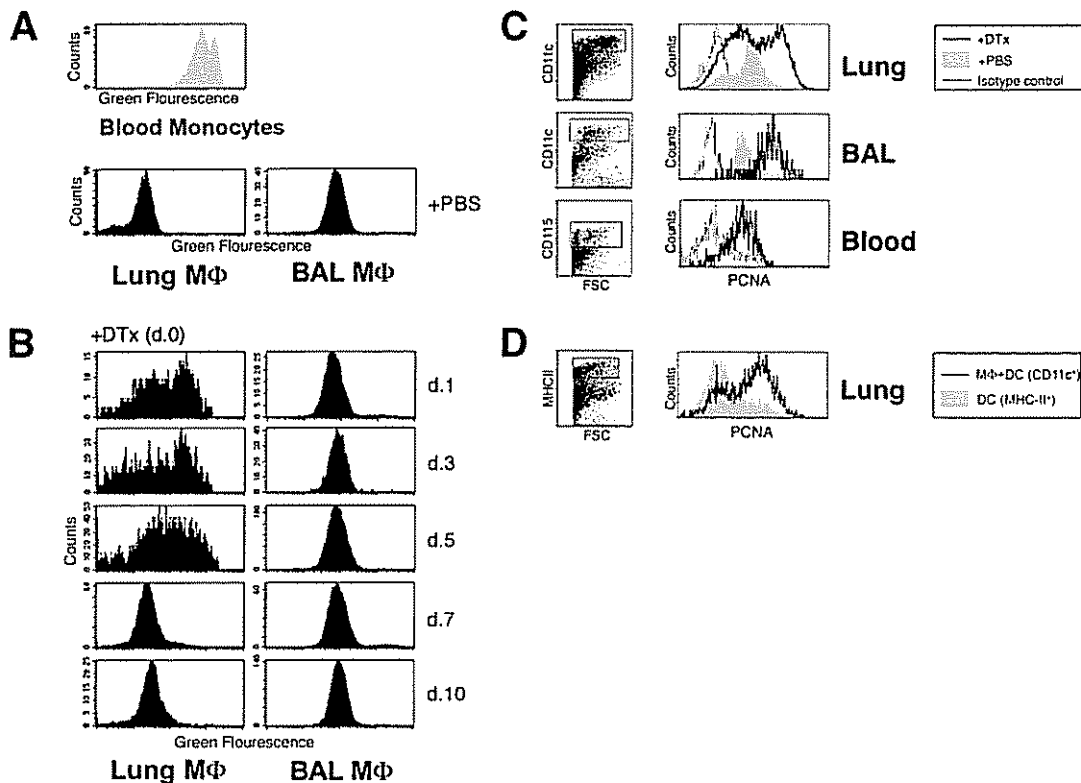 A
Counts
Green Flourescence
Blood Monocytes
Counts
+PBS
Green Flourescence
Lung MΦ
BAL MΦ
B
+DTx (d.0)
d.1
d.3
Counts
d.5
d.7
d.10
Green Flourescence
Lung MΦ
BAL MΦ
C
CD11c
Counts
Lung
+DTx
+PBS
Isotype control
CD11c
Counts
BAL
CD115
Counts
Blood
FSC
PCNA
D
MHCII
Counts
Lung
MΦ+DC (CD11c⁺)
DC (MHC-II⁺)
FSC
PCNA